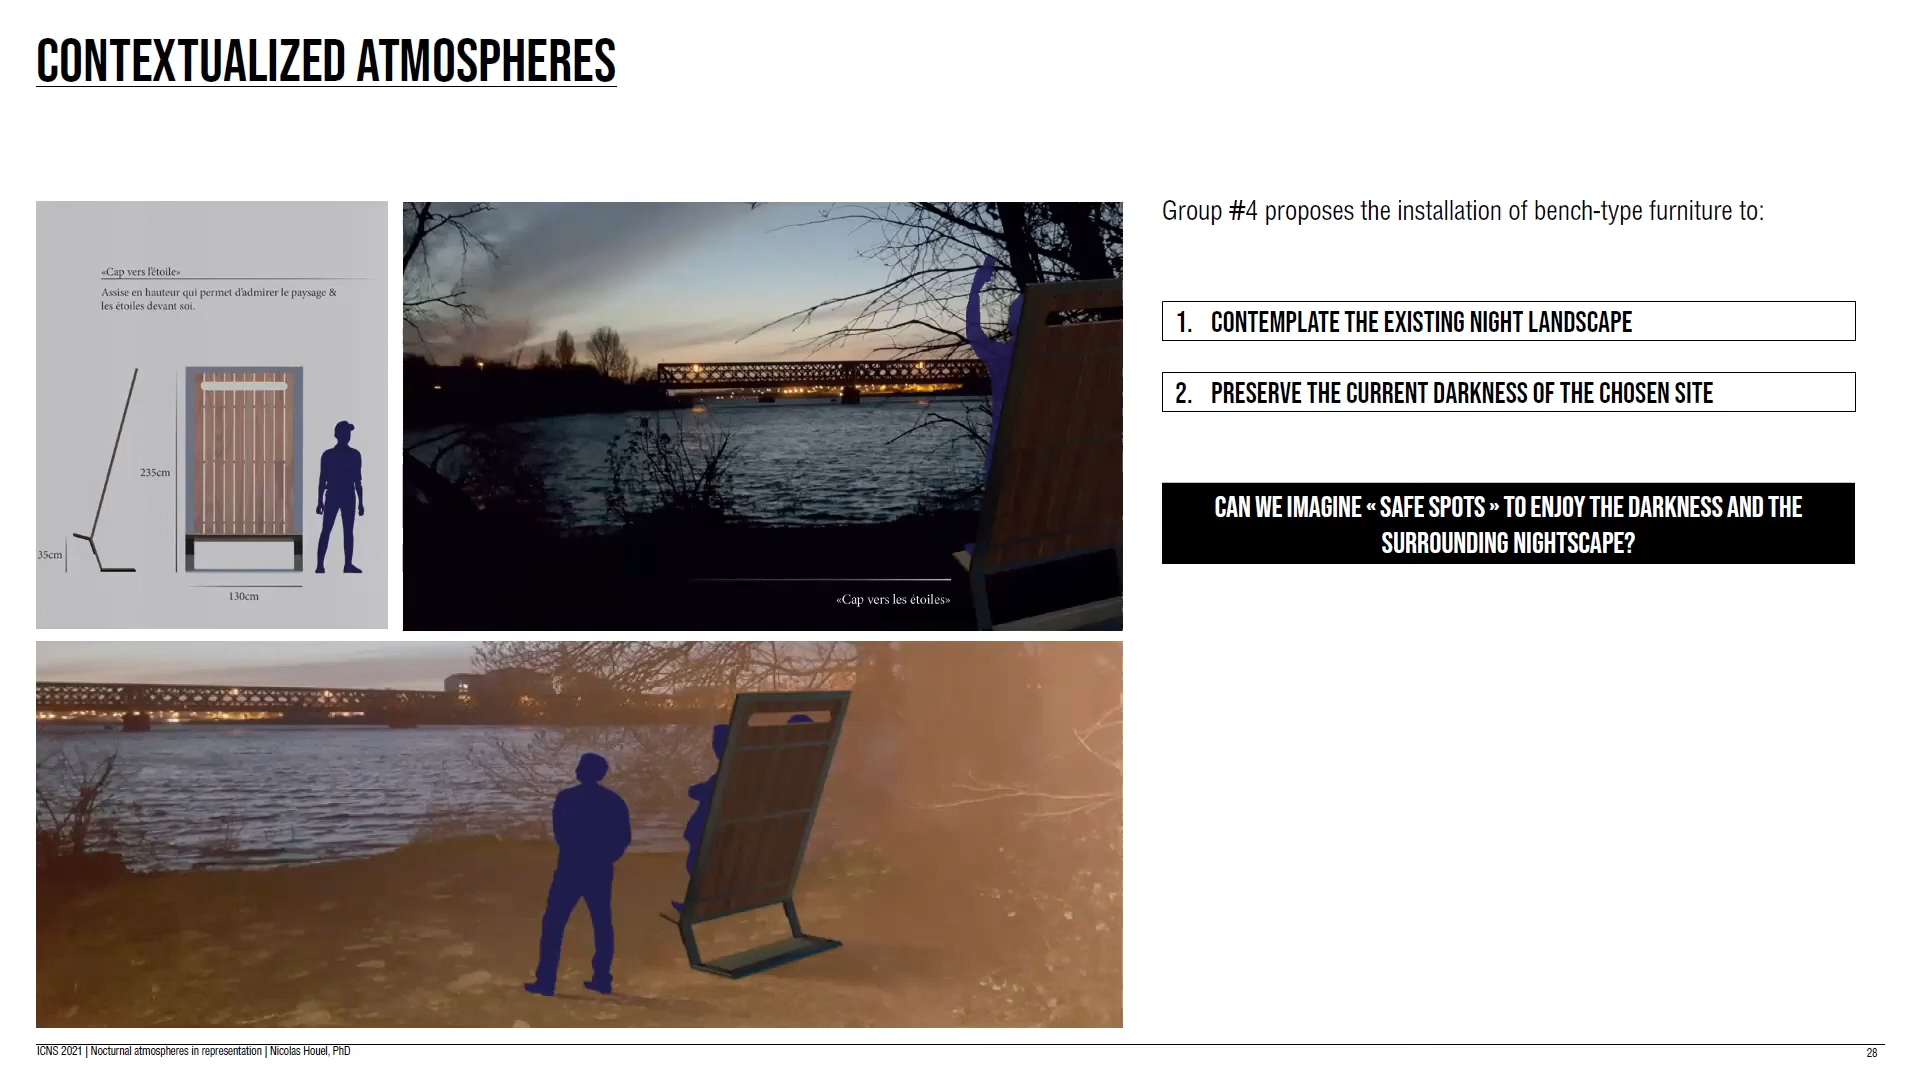 CONTEXTUALIZED ATMOSPHERES
«Cap vers l'étoile»
Assise en hauteur qui permet d'admirer le paysage &
les étoiles devant soi.
235cm
35cm
130cm
«Cap vers les étoiles»
Group #4 proposes the installation of bench-type furniture to:
1. CONTEMPLATE THE EXISTING NIGHT LANDSCAPE
2. PRESERVE THE CURRENT DARKNESS OF THE CHOSEN SITE
CAN WE IMAGINE « SAFE SPOTS » TO ENJOY THE DARKNESS AND THE
SURROUNDING NIGHTSCAPE?
ICNS 2021 | Nocturnal atmospheres in representation | Nicolas Houel, PhD
28